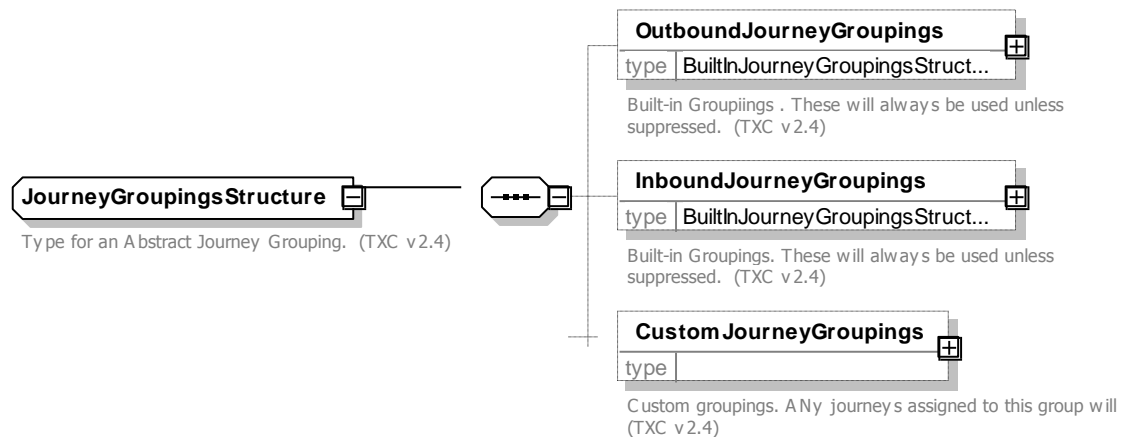 OutboundJourneyGroupings
type BuiltInJourneyGroupingsStruct...
Built-in Groupiings . These will always be used unless
suppressed. (TXC v2.4)
JourneyGroupingsStructure
Type for an Abstract Journey Grouping. (TXC v2.4)
InboundJourneyGroupings
type BuiltInJourneyGroupingsStruct...
Built-in Groupings. These will always be used unless
suppressed. (TXC v2.4)
CustomJourneyGroupings
type
Custom groupings. ANy journeys assigned to this group will
(TXC v2.4)